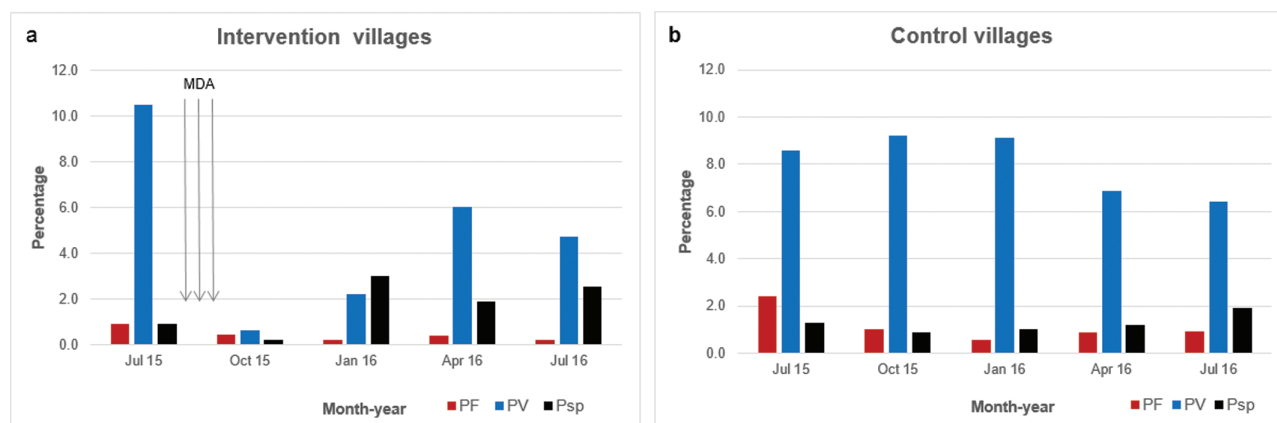 a
Intervention villages
12.0
MDA
10.0
8.0
6.0
4.0
2.0
0.0
Percentage
Jul 15 Oct 15 Jan 16 Apr 16 Jul 16
Month-year PF PV Psp
b
Control villages
12.0
10.0
8.0
6.0
4.0
2.0
0.0
Percentage
Jul 15 Oct 15 Jan 16 Apr 16 Jul 16
Month-year PF PV Psp